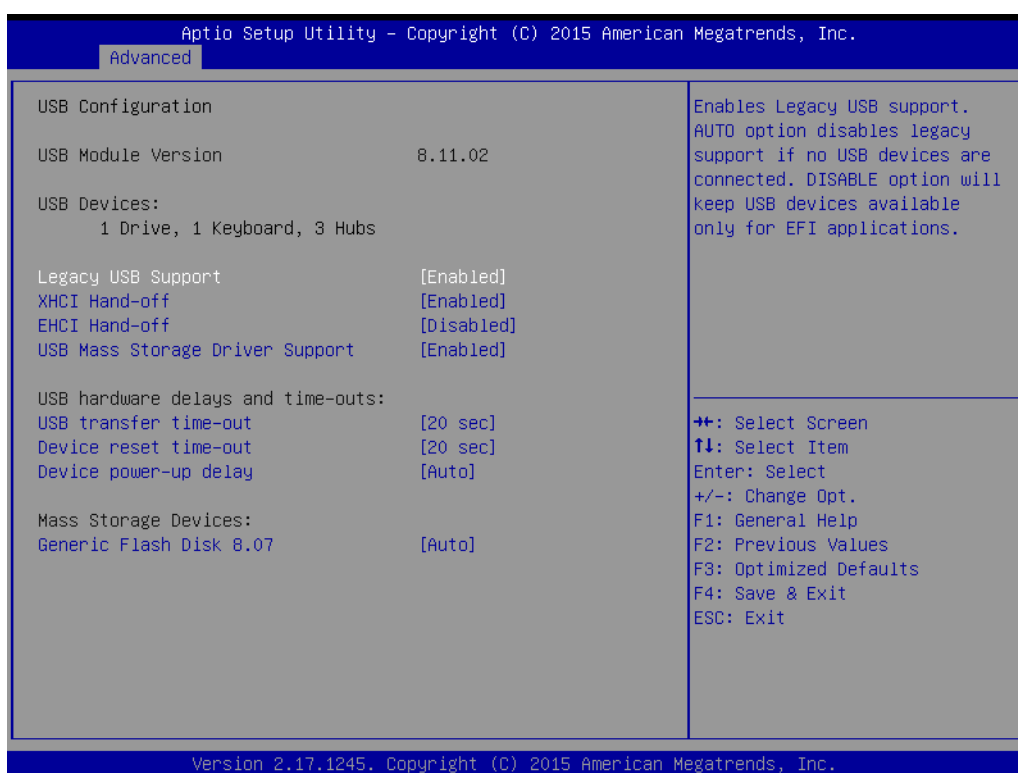 Aptio Setup Utility – Copyright (C) 2015 American Megatrends, Inc.
Advanced
USB Configuration
USB Module Version 8.11.02
USB Devices:
1 Drive, 1 Keyboard, 3 Hubs
Legacy USB Support [Enabled]
XHCI Hand-off [Enabled]
EHCI Hand-off [Disabled]
USB Mass Storage Driver Support [Enabled]
USB hardware delays and time-outs:
USB transfer time-out [20 sec]
Device reset time-out [20 sec]
Device power-up delay [Auto]
Mass Storage Devices:
Generic Flash Disk 8.07 [Auto]
Enables Legacy USB support.
AUTO option disables legacy
support if no USB devices are
connected. DISABLE option will
keep USB devices available
only for EFI applications.
→←: Select Screen
↑↓: Select Item
Enter: Select
+/-: Change Opt.
F1: General Help
F2: Previous Values
F3: Optimized Defaults
F4: Save & Exit
ESC: Exit
Version 2.17.1245. Copyright (C) 2015 American Megatrends, Inc.